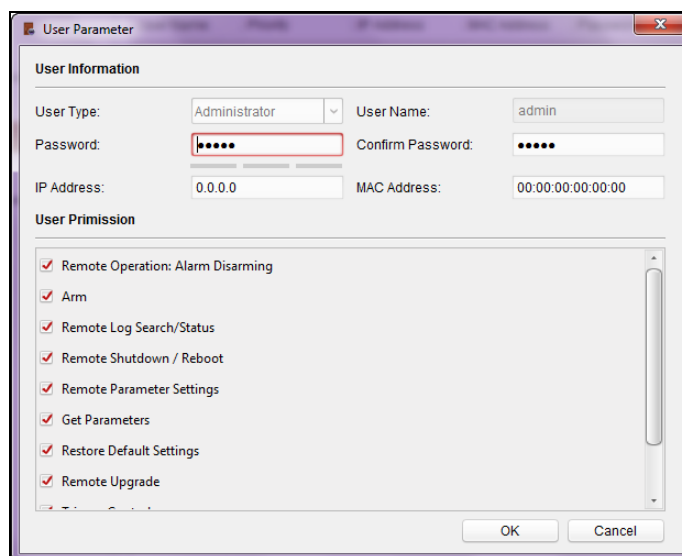 User Parameter
User Information
User Type: Administrator User Name: admin
Password: ••••• Confirm Password: •••••
IP Address: 0.0.0.0 MAC Address: 00:00:00:00:00:00
User Primission
Remote Operation: Alarm Disarming
Arm
Remote Log Search/Status
Remote Shutdown / Reboot
Remote Parameter Settings
Get Parameters
Restore Default Settings
Remote Upgrade
OK Cancel